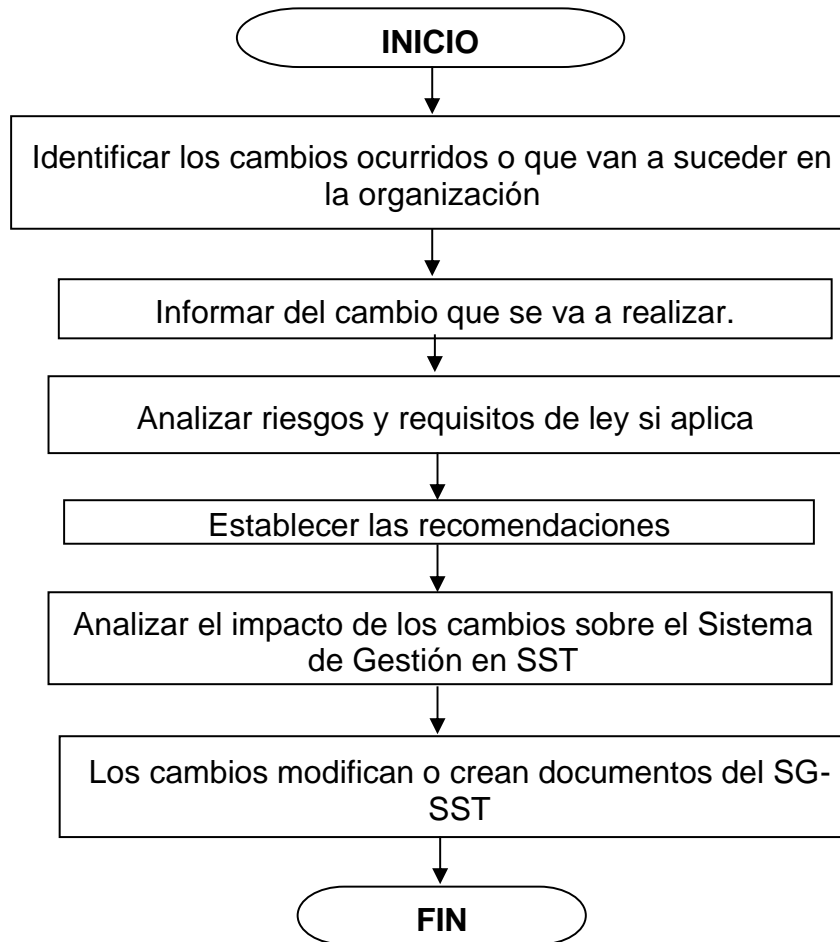 INICIO
Identificar los cambios ocurridos o que van a suceder en
la organización
Informar del cambio que se va a realizar.
Analizar riesgos y requisitos de ley si aplica
Establecer las recomendaciones
Analizar el impacto de los cambios sobre el Sistema
de Gestión en SST
Los cambios modifican o crean documentos del SG-
SST
FIN